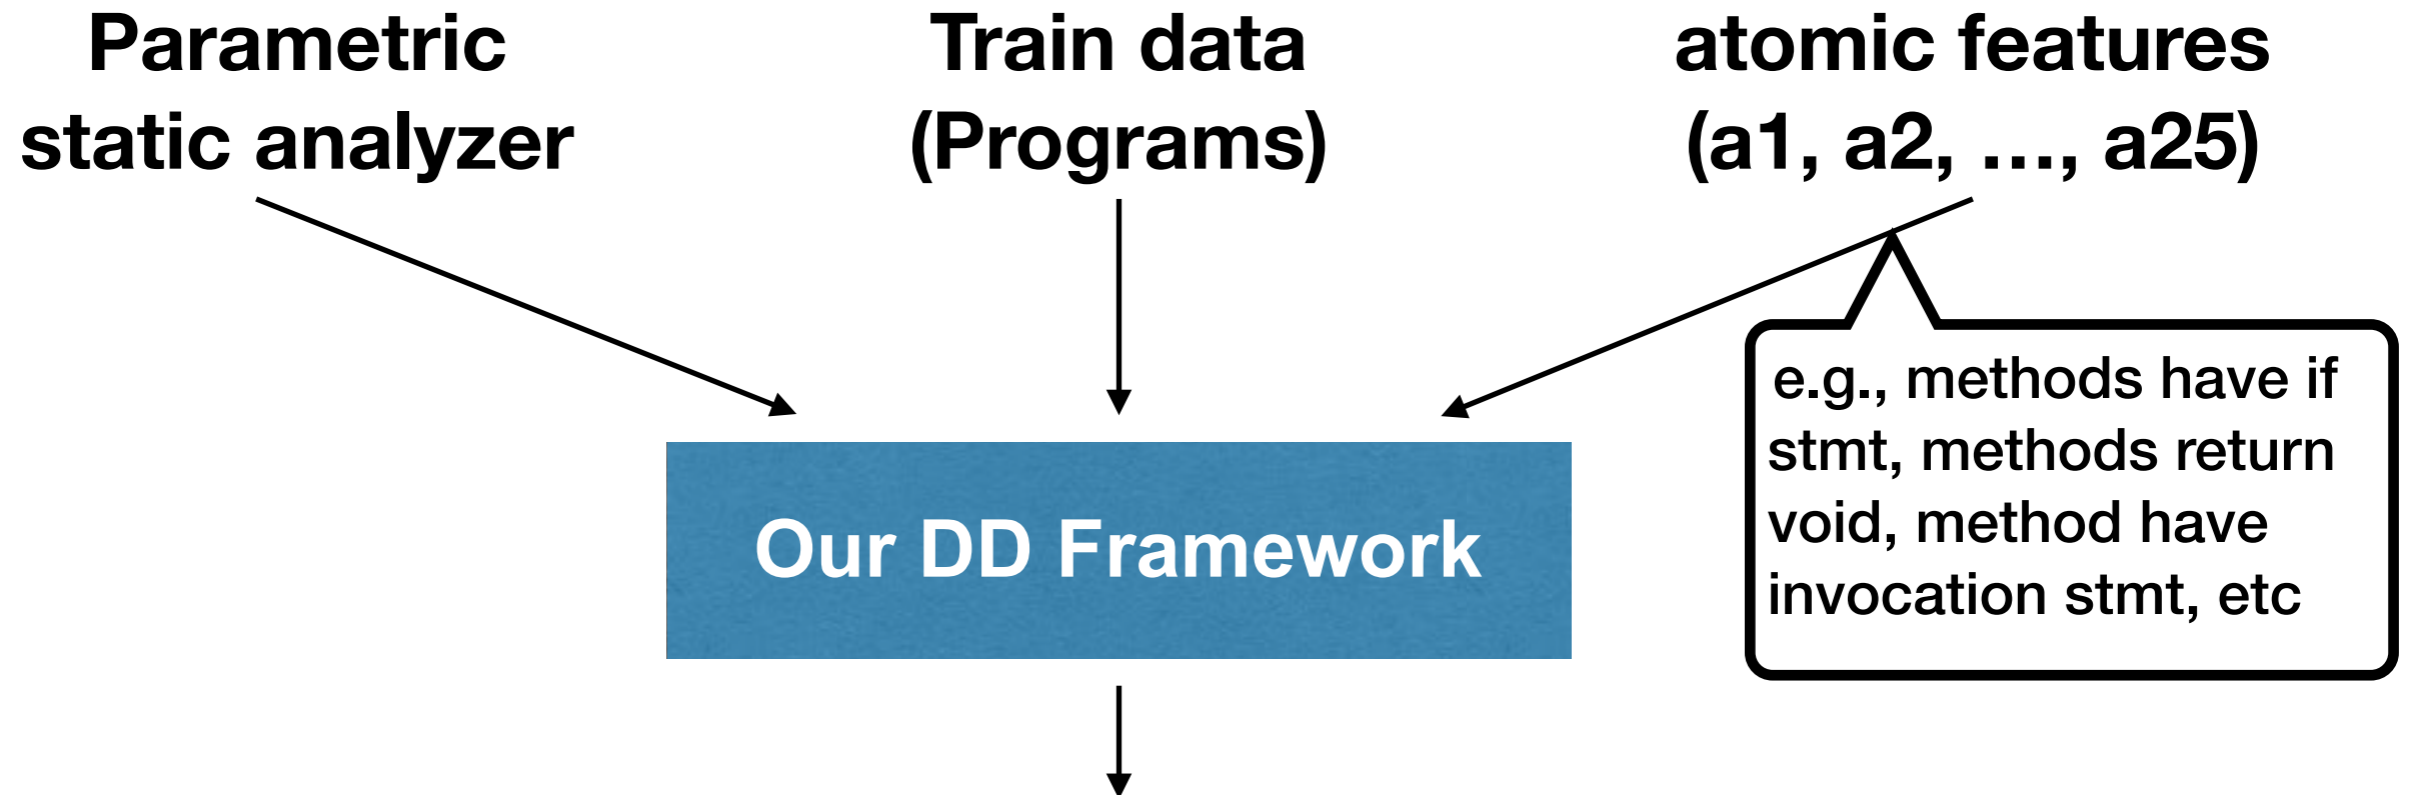 Parametric
static analyzer
Train data
(Programs)
atomic features
(a1, a2, …, a25)
e.g., methods have if
stmt, methods return
void, method have
invocation stmt, etc
Our DD Framework